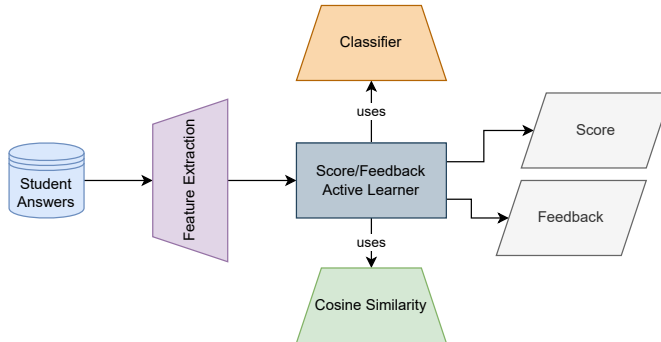 Classifier
uses
Student
Answers
Feature Extraction
Score/Feedback
Active Learner
Score
Feedback
uses
Cosine Similarity